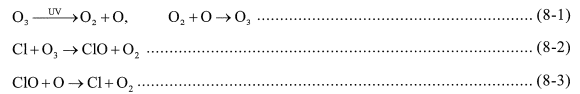 O₃ —UV→ O₂ + O, O₂ + O → O₃ ........................................ (8-1)
Cl + O₃ → ClO + O₂ ........................................ (8-2)
ClO + O → Cl + O₂ ........................................ (8-3)